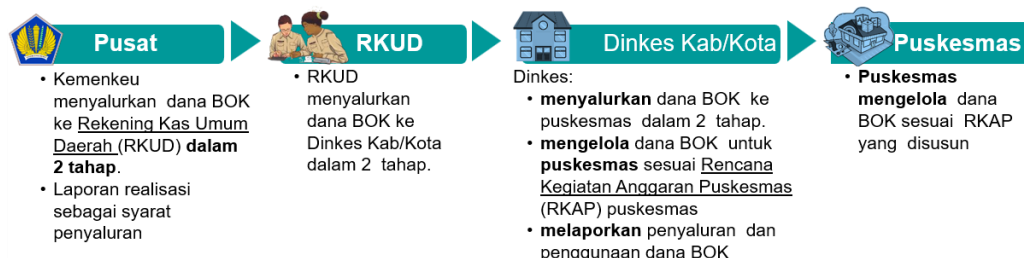 Pusat
• Kemenkeu
menyalurkan dana BOK
ke Rekening Kas Umum
Daerah (RKUD) dalam
2 tahap.
• Laporan realisasi
sebagai syarat
penyaluran
RKUD
• RKUD
menyalurkan
dana BOK ke
Dinkes Kab/Kota
dalam 2 tahap.
Dinkes Kab/Kota
Dinkes:
• menyalurkan dana BOK ke
puskesmas dalam 2 tahap.
• mengelola dana BOK untuk
puskesmas sesuai Rencana
Kegiatan Anggaran Puskesmas
(RKAP) puskesmas
• melaporkan penyaluran dan
penggunaan dana BOK
Puskesmas
• Puskesmas
mengelola dana
BOK sesuai RKAP
yang disusun